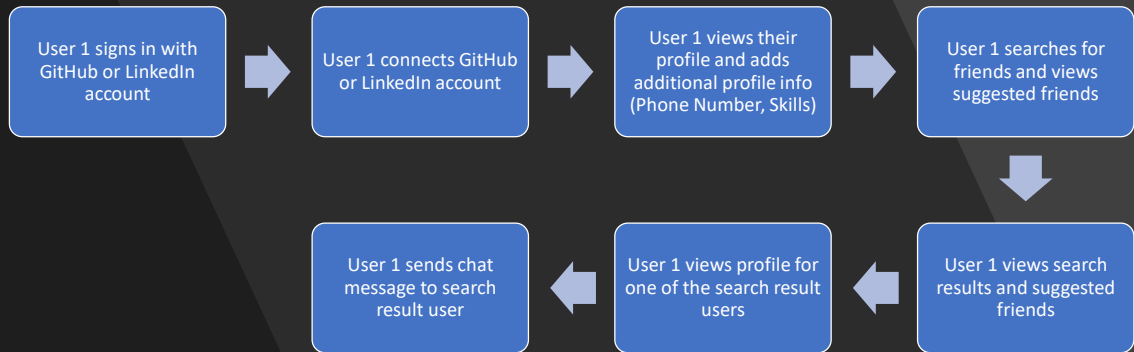 User 1 signs in with
GitHub or LinkedIn
account
User 1 connects GitHub
or LinkedIn account
User 1 views their
profile and adds
additional profile info
(Phone Number, Skills)
User 1 searches for
friends and views
suggested friends
User 1 views search
results and suggested
friends
User 1 views profile for
one of the search result
users
User 1 sends chat
message to search
result user